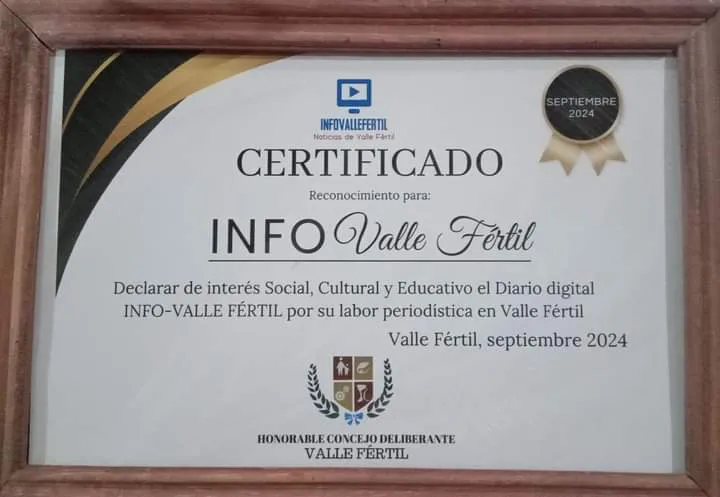 INFOVALLEFERTIL
Noticias de Valle Fértil
SEPTIEMBRE
2024
CERTIFICADO
Reconocimiento para:
INFO Valle Fértil
Declarar de interés Social, Cultural y Educativo el Diario digital
INFO-VALLE FÉRTIL por su labor periodística en Valle Fértil
Valle Fértil, septiembre 2024
HONORABLE CONCEJO DELIBERANTE
VALLE FÉRTIL